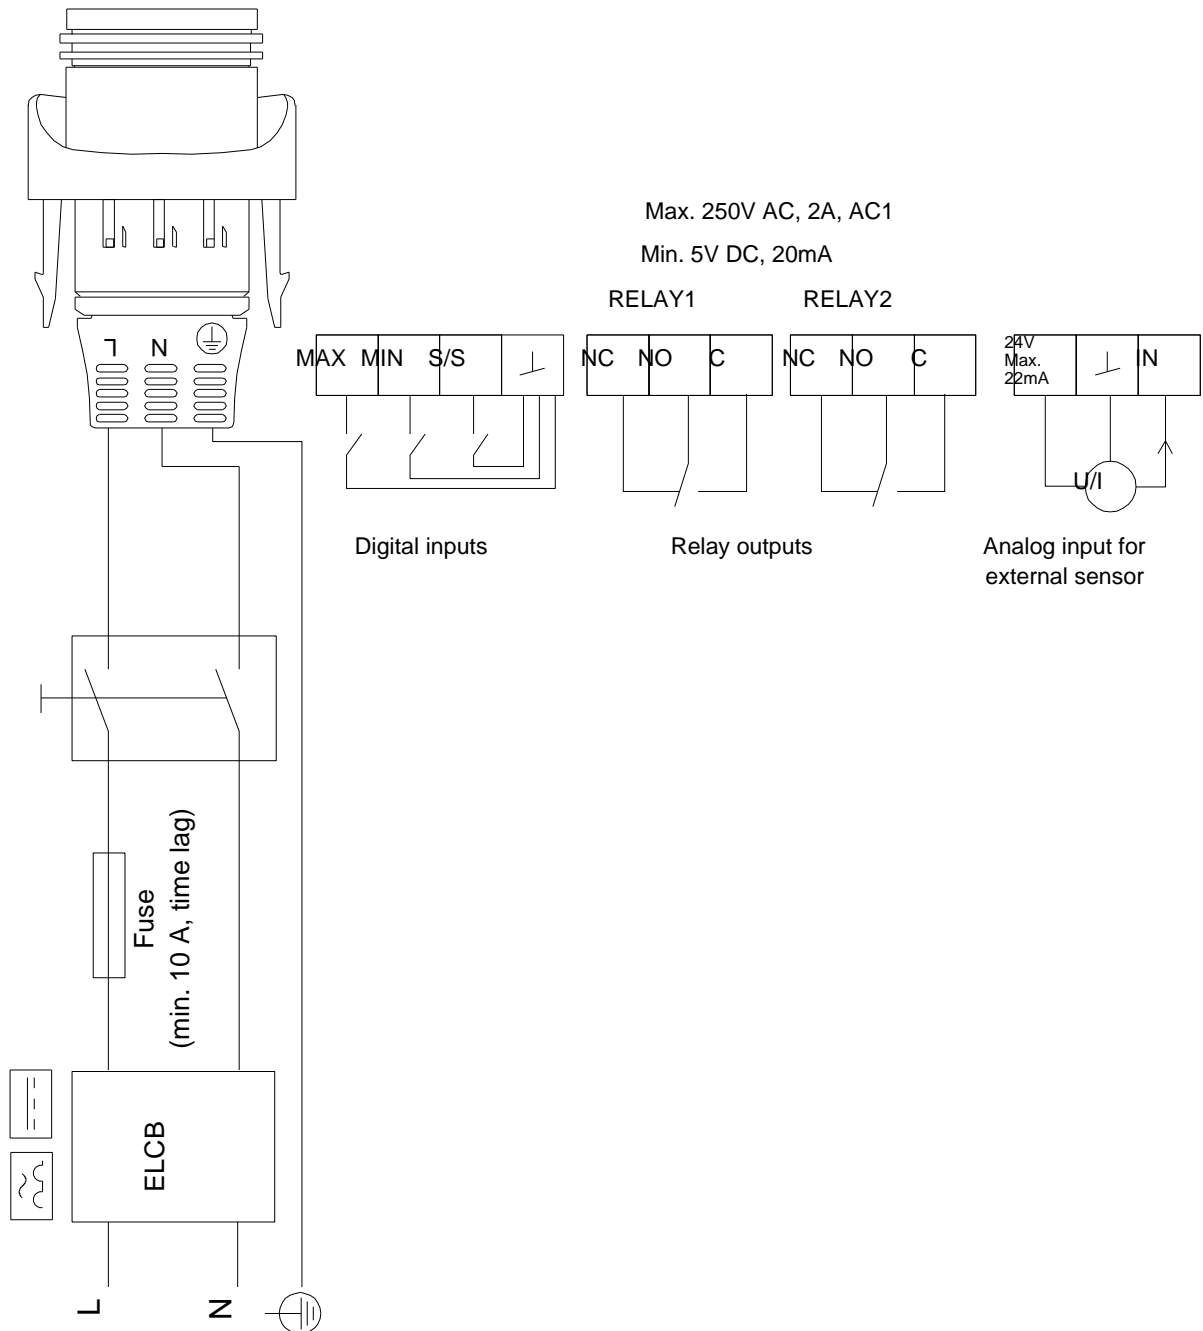 Max. 250V AC, 2A, AC1
Min. 5V DC, 20mA
RELAY1
RELAY2
L N
MAX MIN S/S
NC NO C
NC NO C
24V
Max.
22mA
IN
U/I
Digital inputs
Relay outputs
Analog input for
external sensor
Fuse
(min. 10 A, time lag)
ELCB
L
N